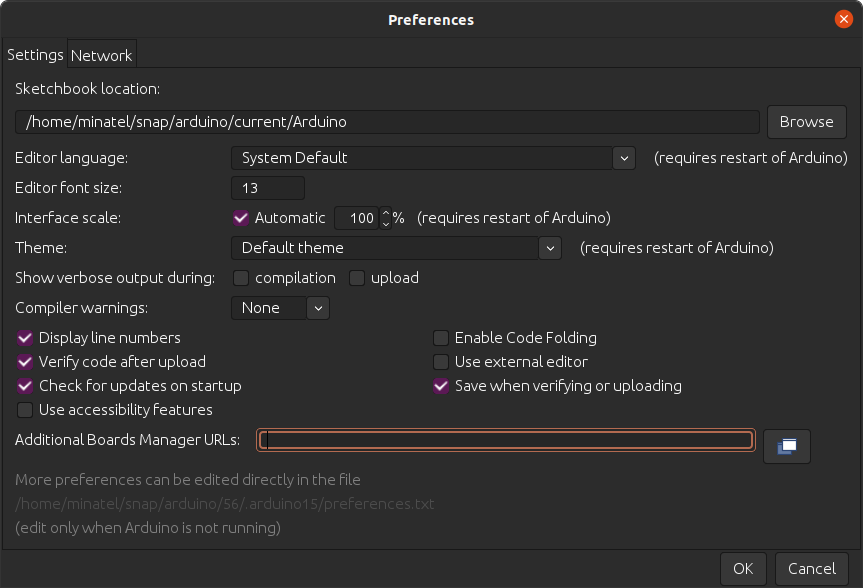 Preferences
Settings Network
Sketchbook location:
/home/minatel/snap/arduino/current/Arduino Browse
Editor language: System Default (requires restart of Arduino)
Editor font size: 13
Interface scale: Automatic 100 % (requires restart of Arduino)
Theme: Default theme (requires restart of Arduino)
Show verbose output during: compilation upload
Compiler warnings: None
Display line numbers Enable Code Folding
Verify code after upload Use external editor
Check for updates on startup Save when verifying or uploading
Use accessibility features
Additional Boards Manager URLs:
More preferences can be edited directly in the file
/home/minatel/snap/arduino/56/.arduino15/preferences.txt
(edit only when Arduino is not running)
OK Cancel